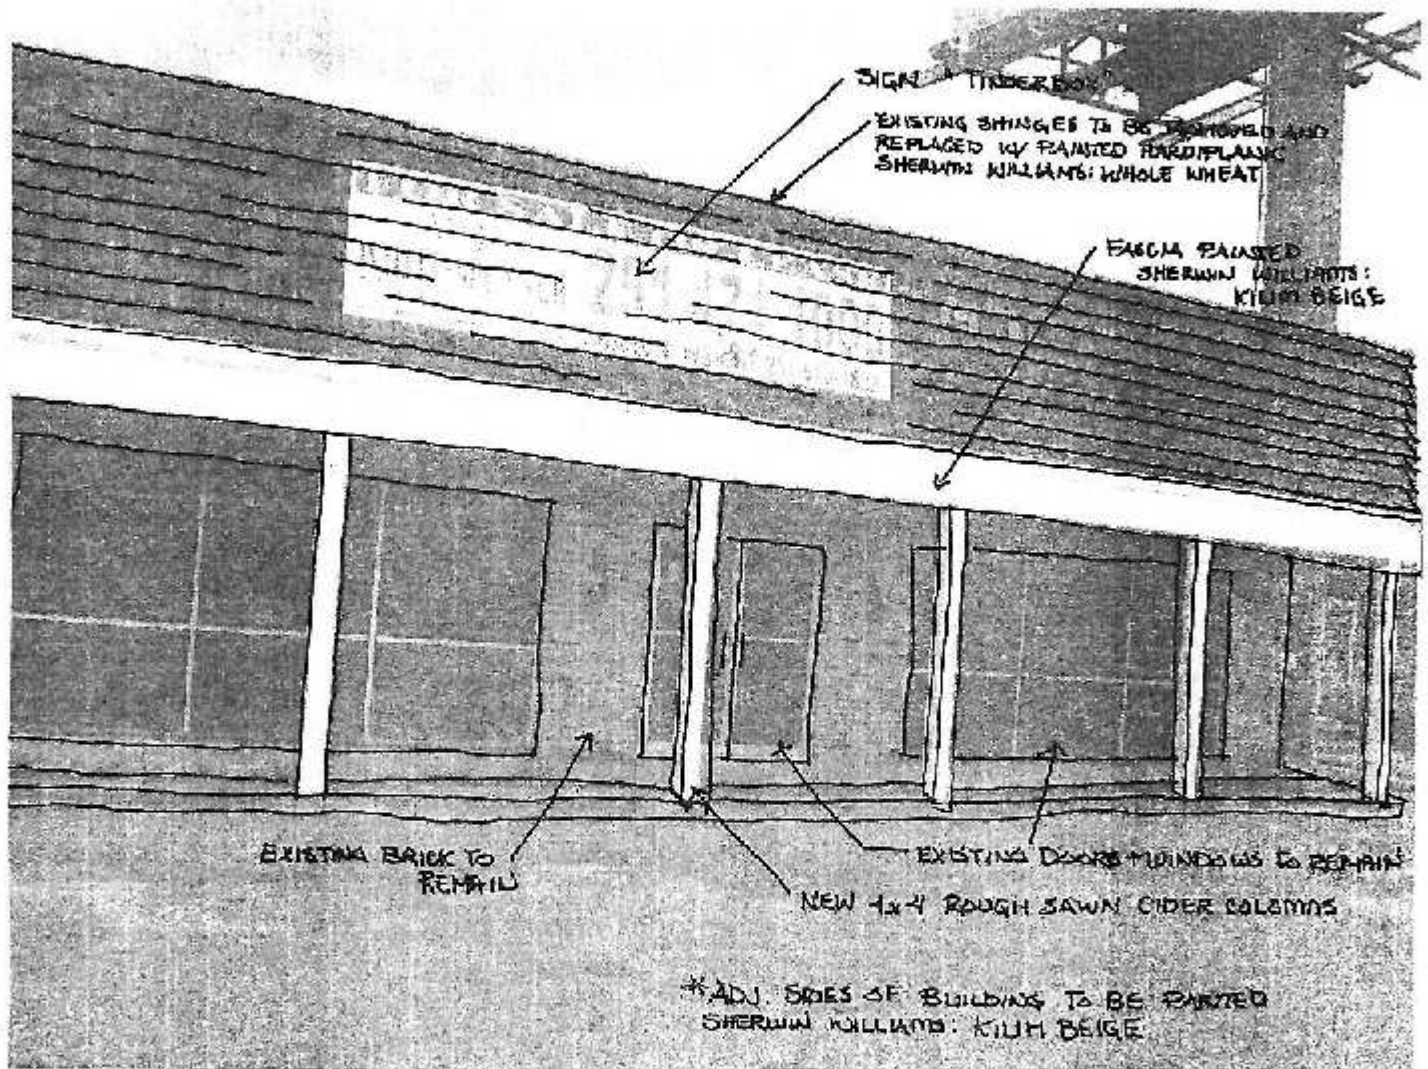 SIGN "TINDERBOX"
EXISTING SHINGES TO BE REMOVED AND
REPLACED W/ PAINTED HARDIPLANK
SHERWIN WILLIAMS: WHOLE WHEAT
FASCIA PAINTED
SHERWIN WILLIAMS:
KILIM BEIGE
EXISTING BRICK TO
REMAIN
EXISTING DOORS + WINDOWS TO REMAIN
NEW 4x4 ROUGH SAWN CIDER COLUMNS
*ADJ. SIDES OF BUILDING TO BE PAINTED
SHERWIN WILLIAMS: KILIM BEIGE